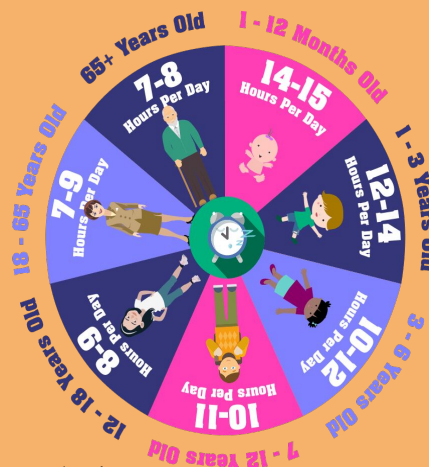 1 - 12 Months Old
14-15
Hours Per Day
1 - 3 Years Old
12-14
Hours Per Day
3 - 6 Years Old
10-12
Hours Per Day
7 - 12 Years Old
10-11
Hours Per Day
12 - 18 Years Old
8-9
Hours Per Day
18 - 65 Years Old
7-9
Hours Per Day
65+ Years Old
7-8
Hours Per Day